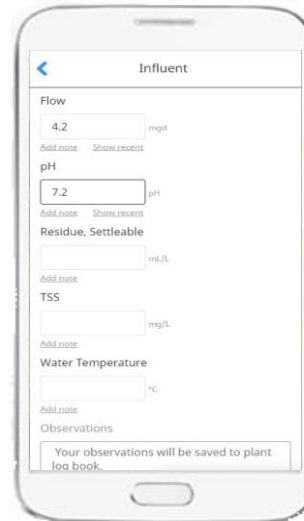 Influent
Flow
4.2 mgd
Add note Show recent
pH
7.2 pH
Add note Show recent
Residue, Settleable
mL/L
Add note
TSS
mg/L
Add note
Water Temperature
°C
Add note
Observations
Your observations will be saved to plant
log book.